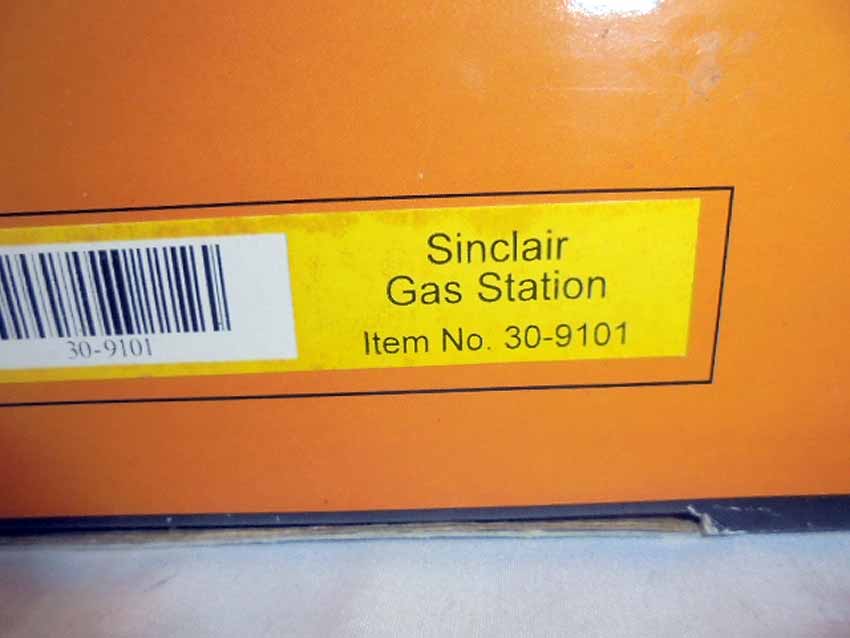 Sinclair
Gas Station
Item No. 30-9101
30-9101